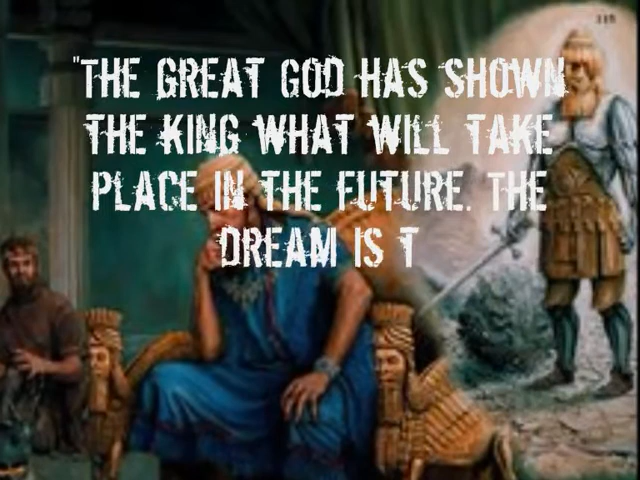 "THE GREAT GOD HAS SHOWN
THE KING WHAT WILL TAKE
PLACE IN THE FUTURE. THE
DREAM IS T